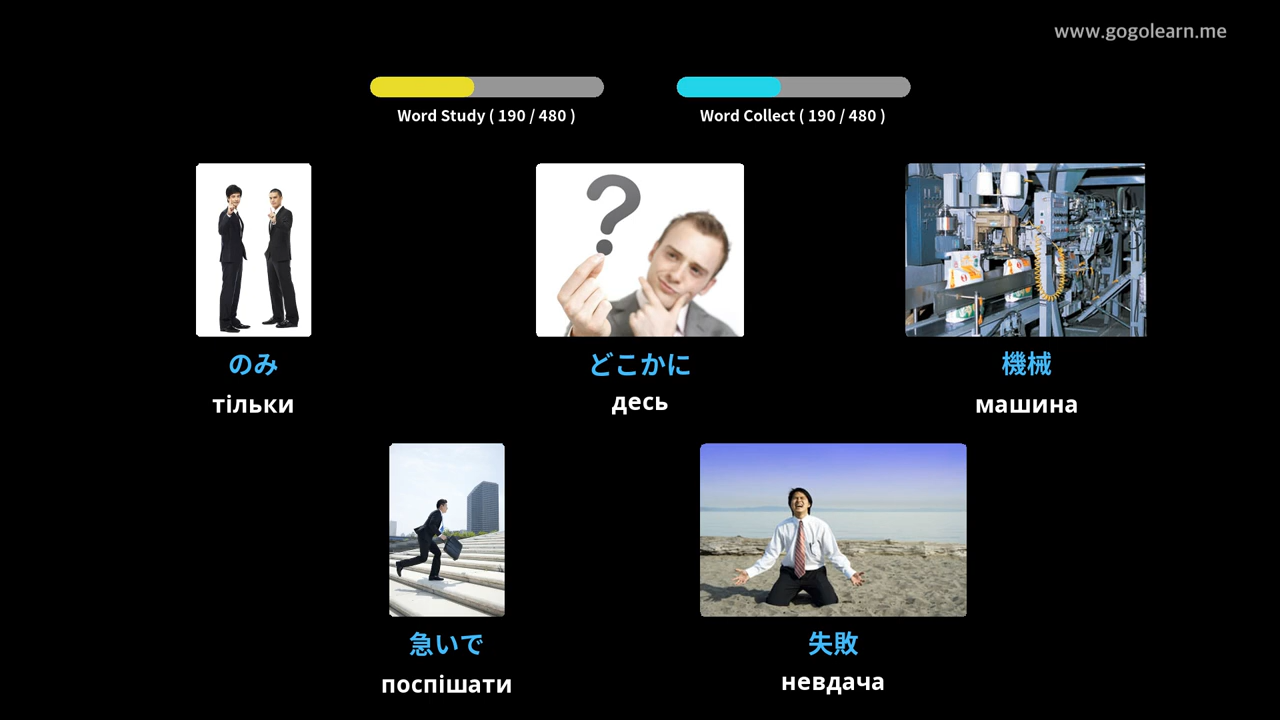 www.gogolearn.me
Word Study ( 190 / 480 )
Word Collect ( 190 / 480 )
のみ
тільки
どこかに
десь
機械
машина
急いで
поспішати
失敗
невдача